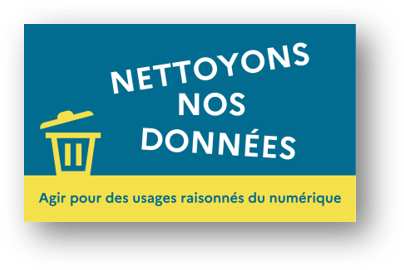 NETTOYONS
NOS
DONNÉES
Agir pour des usages raisonnés du numérique